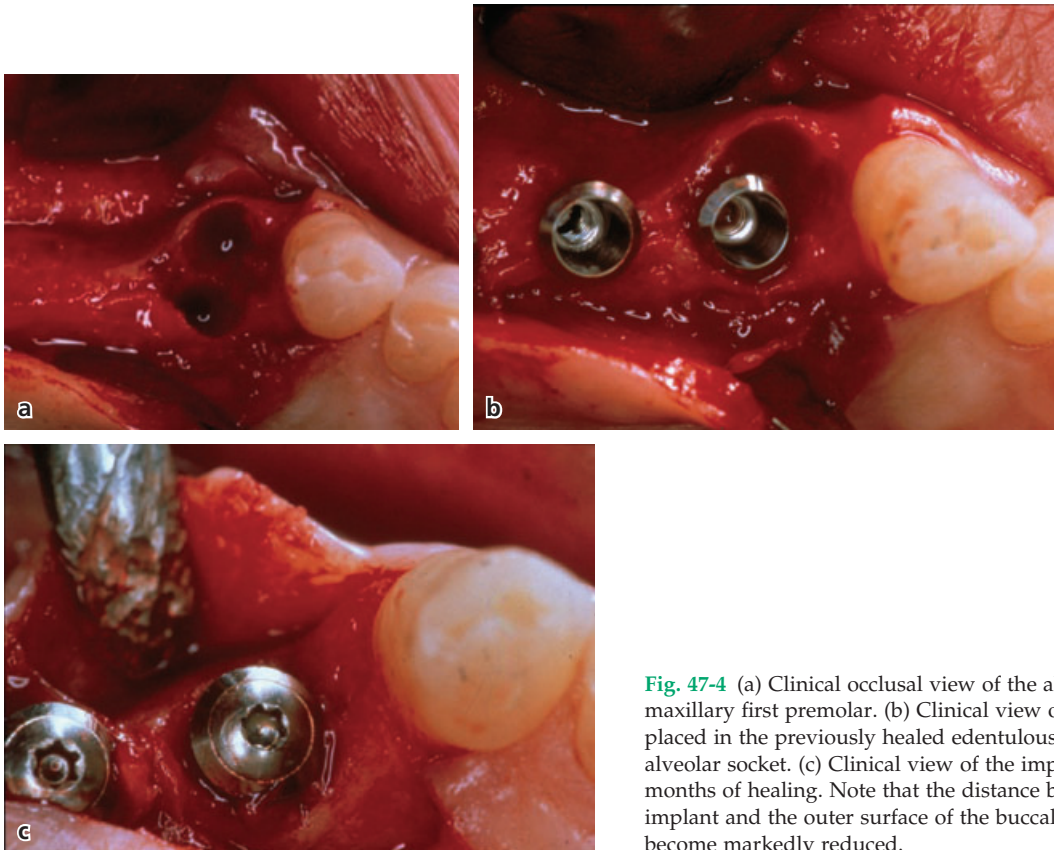 a
b
c
Fig. 47-4 (a) Clinical occlusal view of the a
maxillary first premolar. (b) Clinical view o
placed in the previously healed edentulous
alveolar socket. (c) Clinical view of the imp
months of healing. Note that the distance b
implant and the outer surface of the buccal
become markedly reduced.